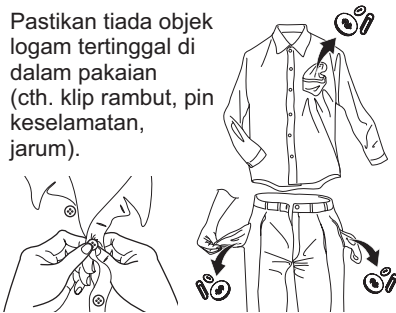 Pastikan tiada objek
logam tertinggal di
dalam pakaian
(cth. klip rambut, pin
keselamatan,
jarum).